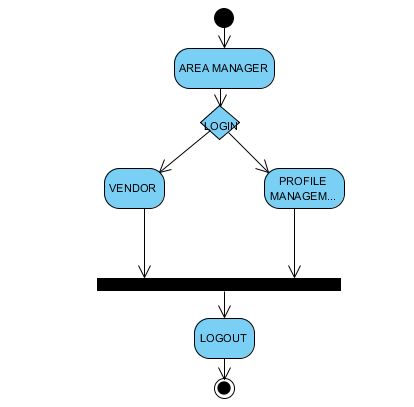 AREA MANAGER
LOGIN
VENDOR
PROFILE
MANAGEM...
LOGOUT